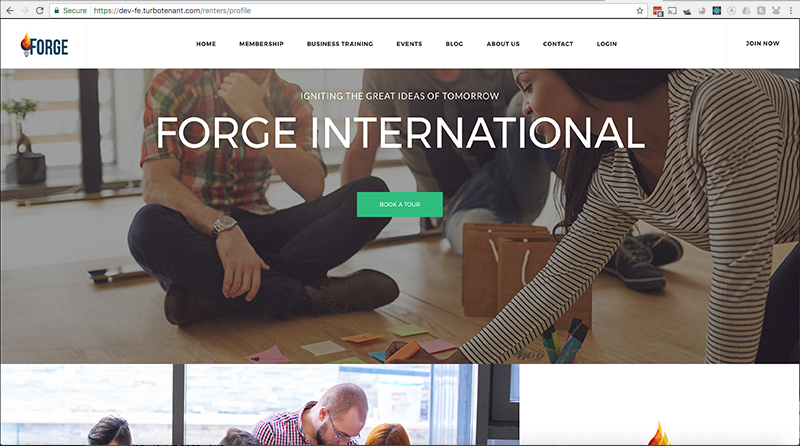 Secure https://dev-fe.turbotenant.com/renters/profile
FORGE
HOME MEMBERSHIP BUSINESS TRAINING EVENTS BLOG ABOUT US CONTACT LOGIN JOIN NOW
IGNITING THE GREAT IDEAS OF TOMORROW
FORGE INTERNATIONAL
BOOK A TOUR